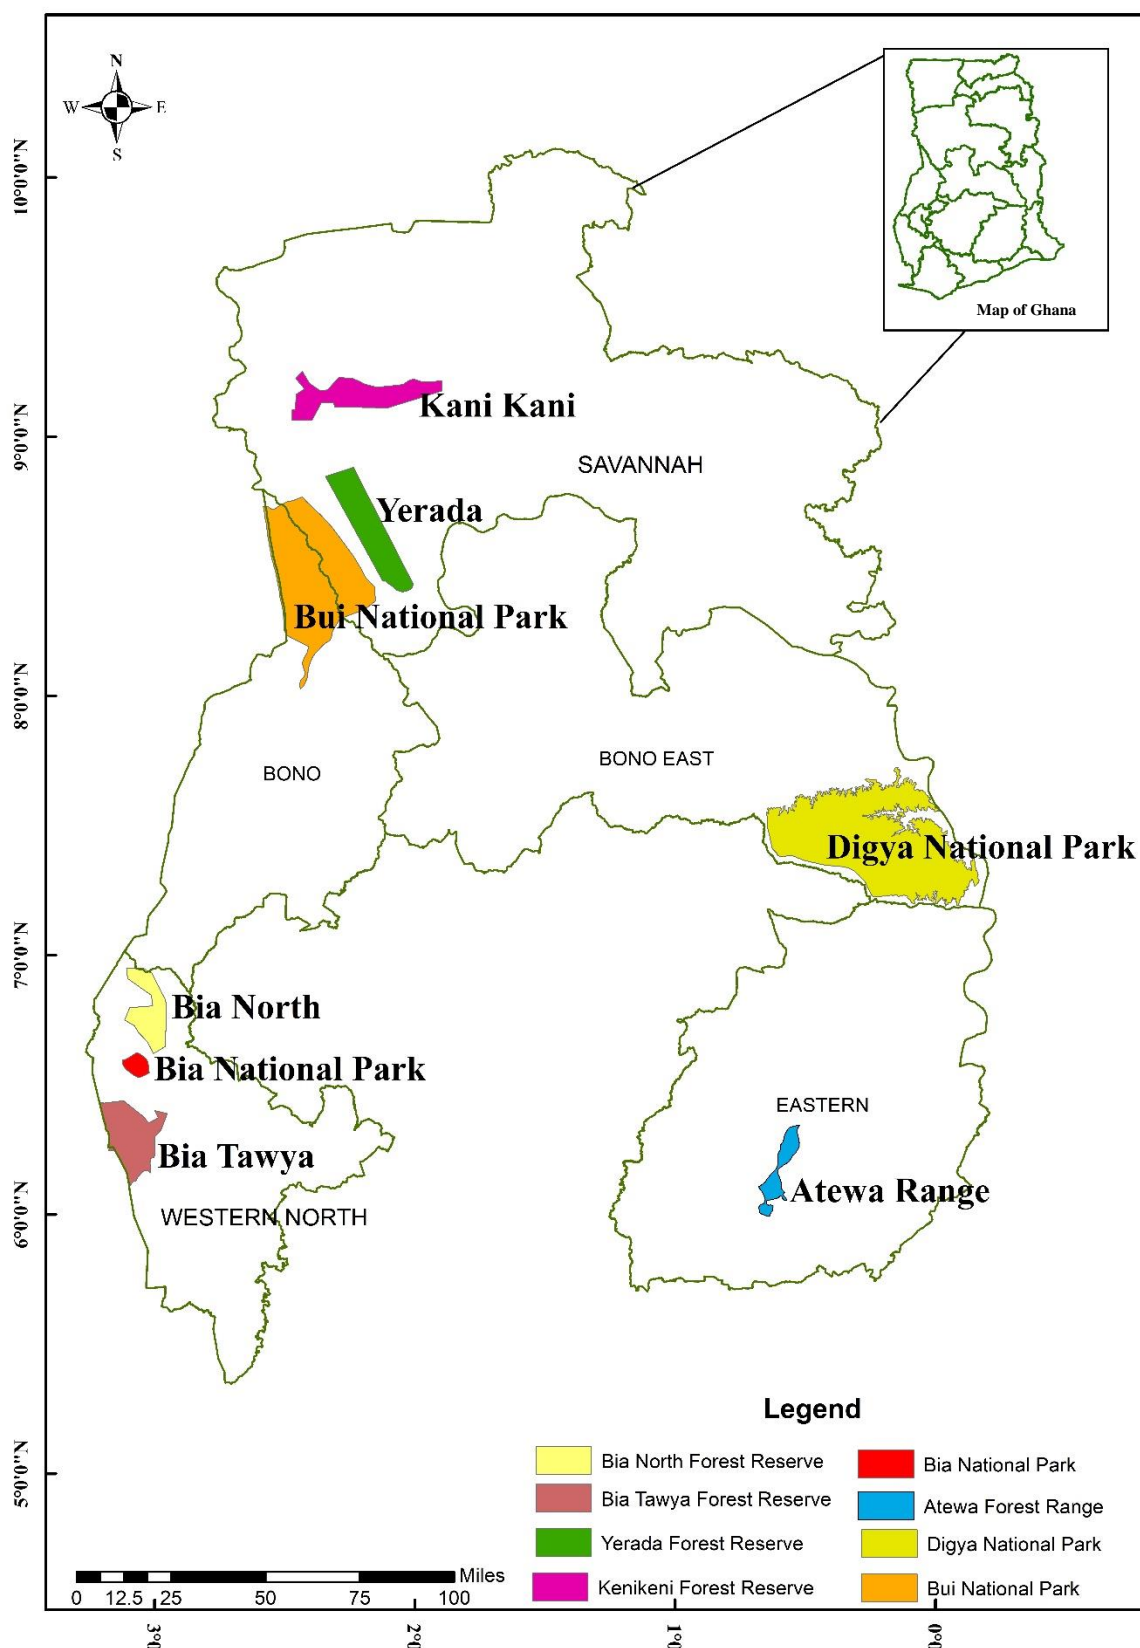 N
W E
S
Map of Ghana
10°0'0"N
9°0'0"N
8°0'0"N
7°0'0"N
6°0'0"N
5°0'0"N
Kani Kani
SAVANNAH
Yerada
Bui National Park
BONO
BONO EAST
Digya National Park
Bia North
Bia National Park
EASTERN
Bia Tawya
Atewa Range
WESTERN NORTH
Legend
Bia North Forest Reserve
Bia Tawya Forest Reserve
Yerada Forest Reserve
Kenikeni Forest Reserve
Bia National Park
Atewa Forest Range
Digya National Park
Bui National Park
Miles
0 12.5 25 50 75 100